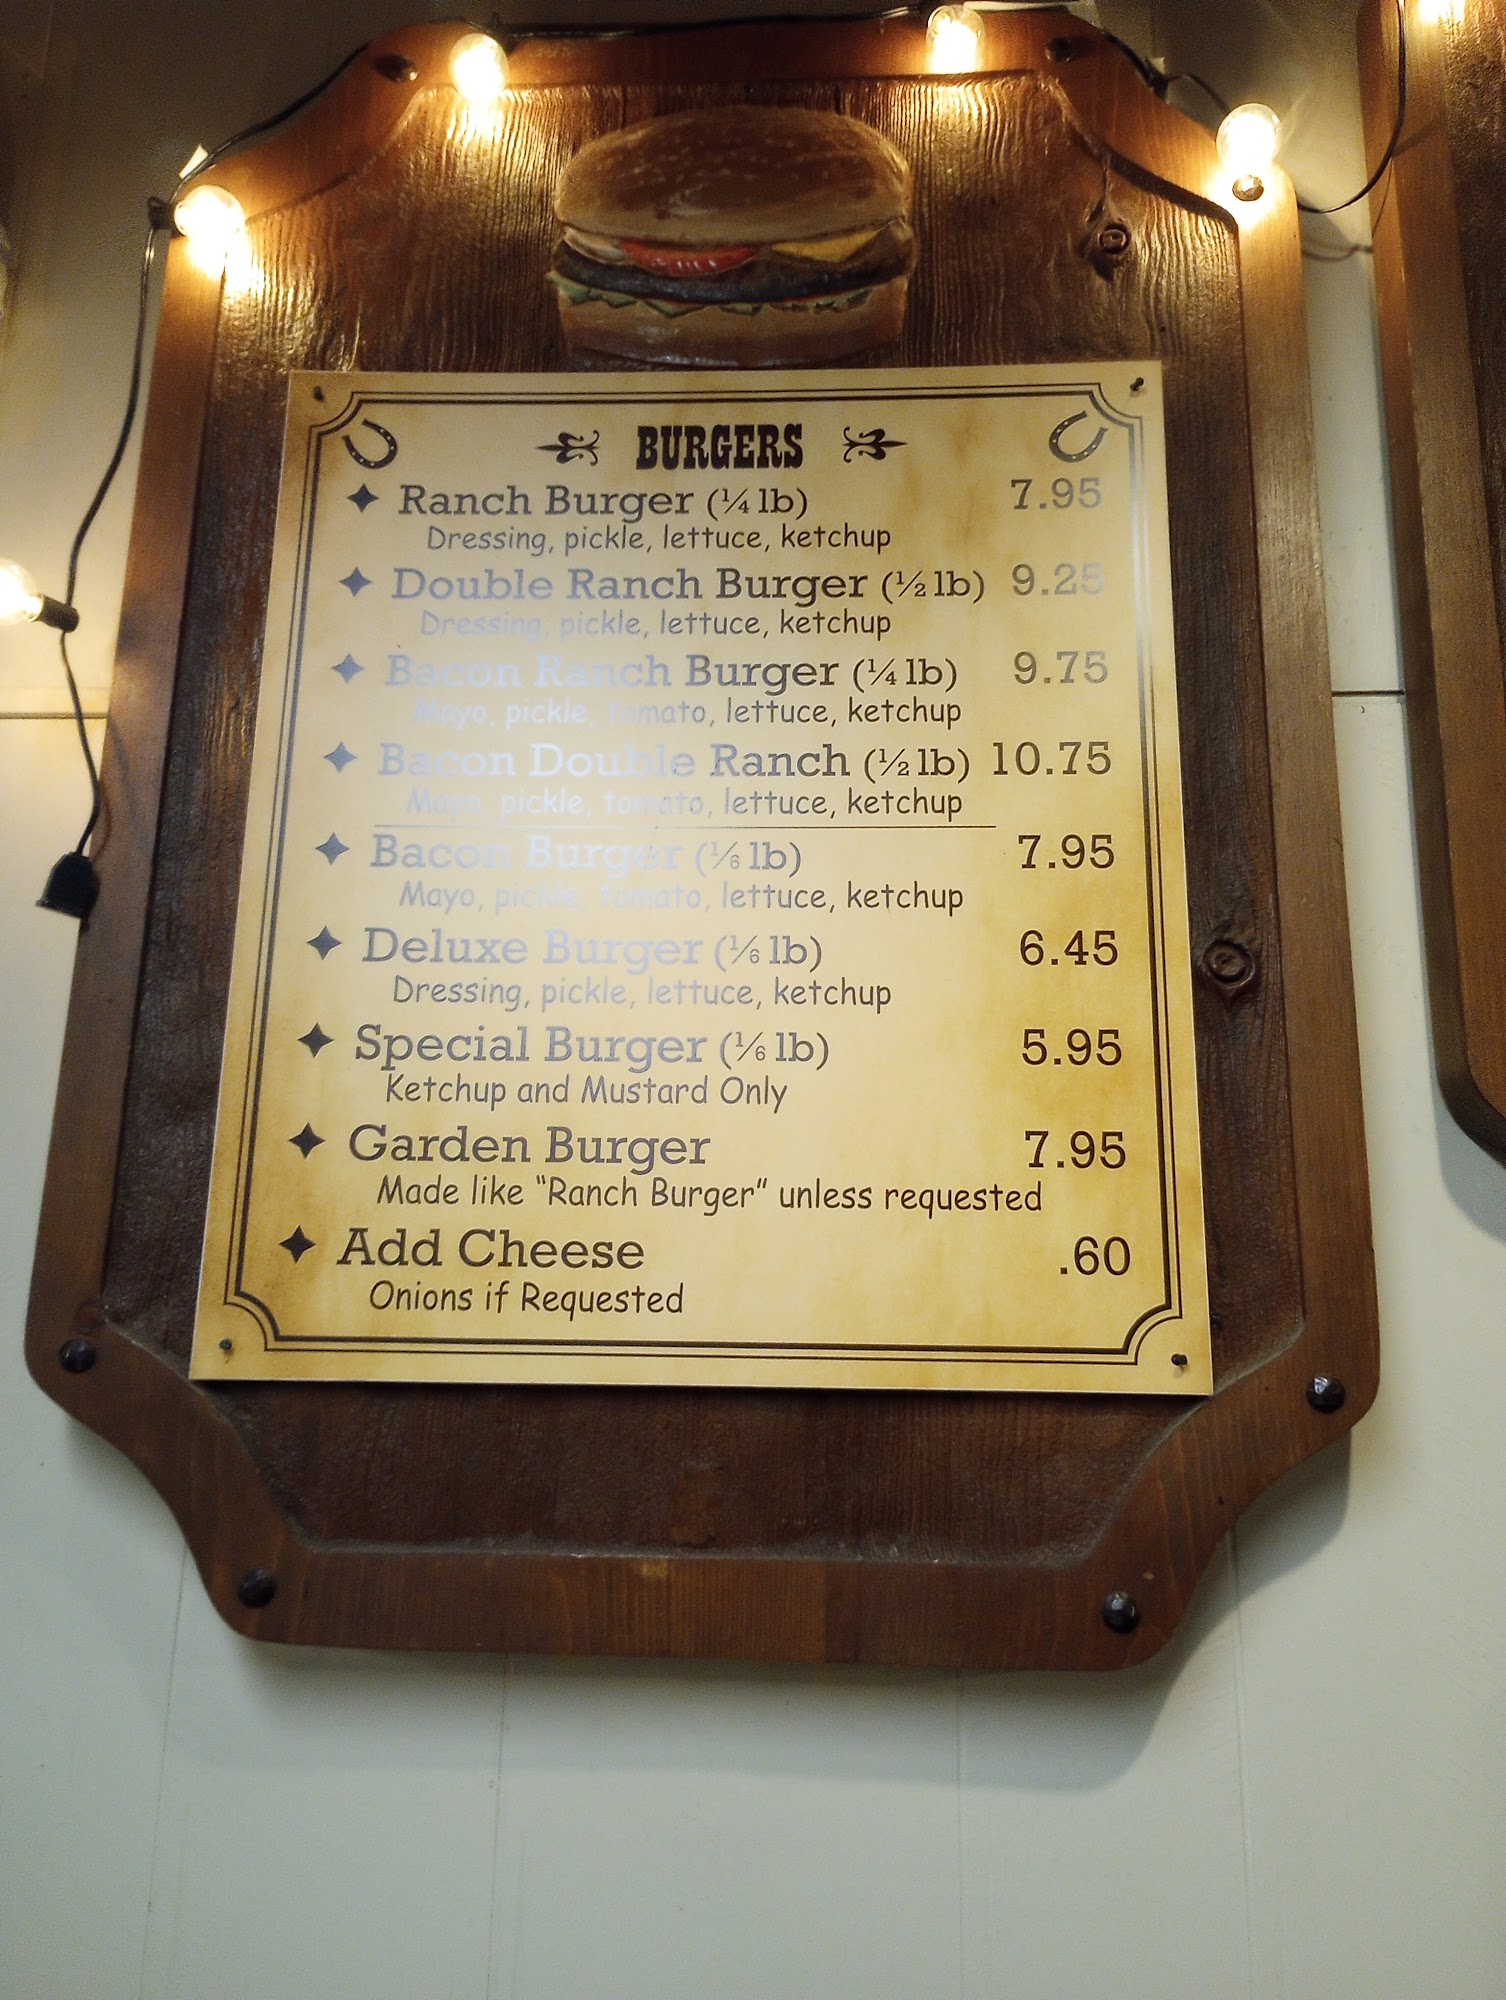 BURGERS
Ranch Burger (¼ lb) 7.95
Dressing, pickle, lettuce, ketchup
Double Ranch Burger (½ lb) 9.25
Dressing, pickle, lettuce, ketchup
Bacon Ranch Burger (¼ lb) 9.75
Mayo, pickle, tomato, lettuce, ketchup
Bacon Double Ranch (½ lb) 10.75
Mayo, pickle, tomato, lettuce, ketchup
Bacon Burger (⅙ lb) 7.95
Mayo, pickle, tomato, lettuce, ketchup
Deluxe Burger (⅙ lb) 6.45
Dressing, pickle, lettuce, ketchup
Special Burger (⅙ lb) 5.95
Ketchup and Mustard Only
Garden Burger 7.95
Made like “Ranch Burger” unless requested
Add Cheese .60
Onions if Requested